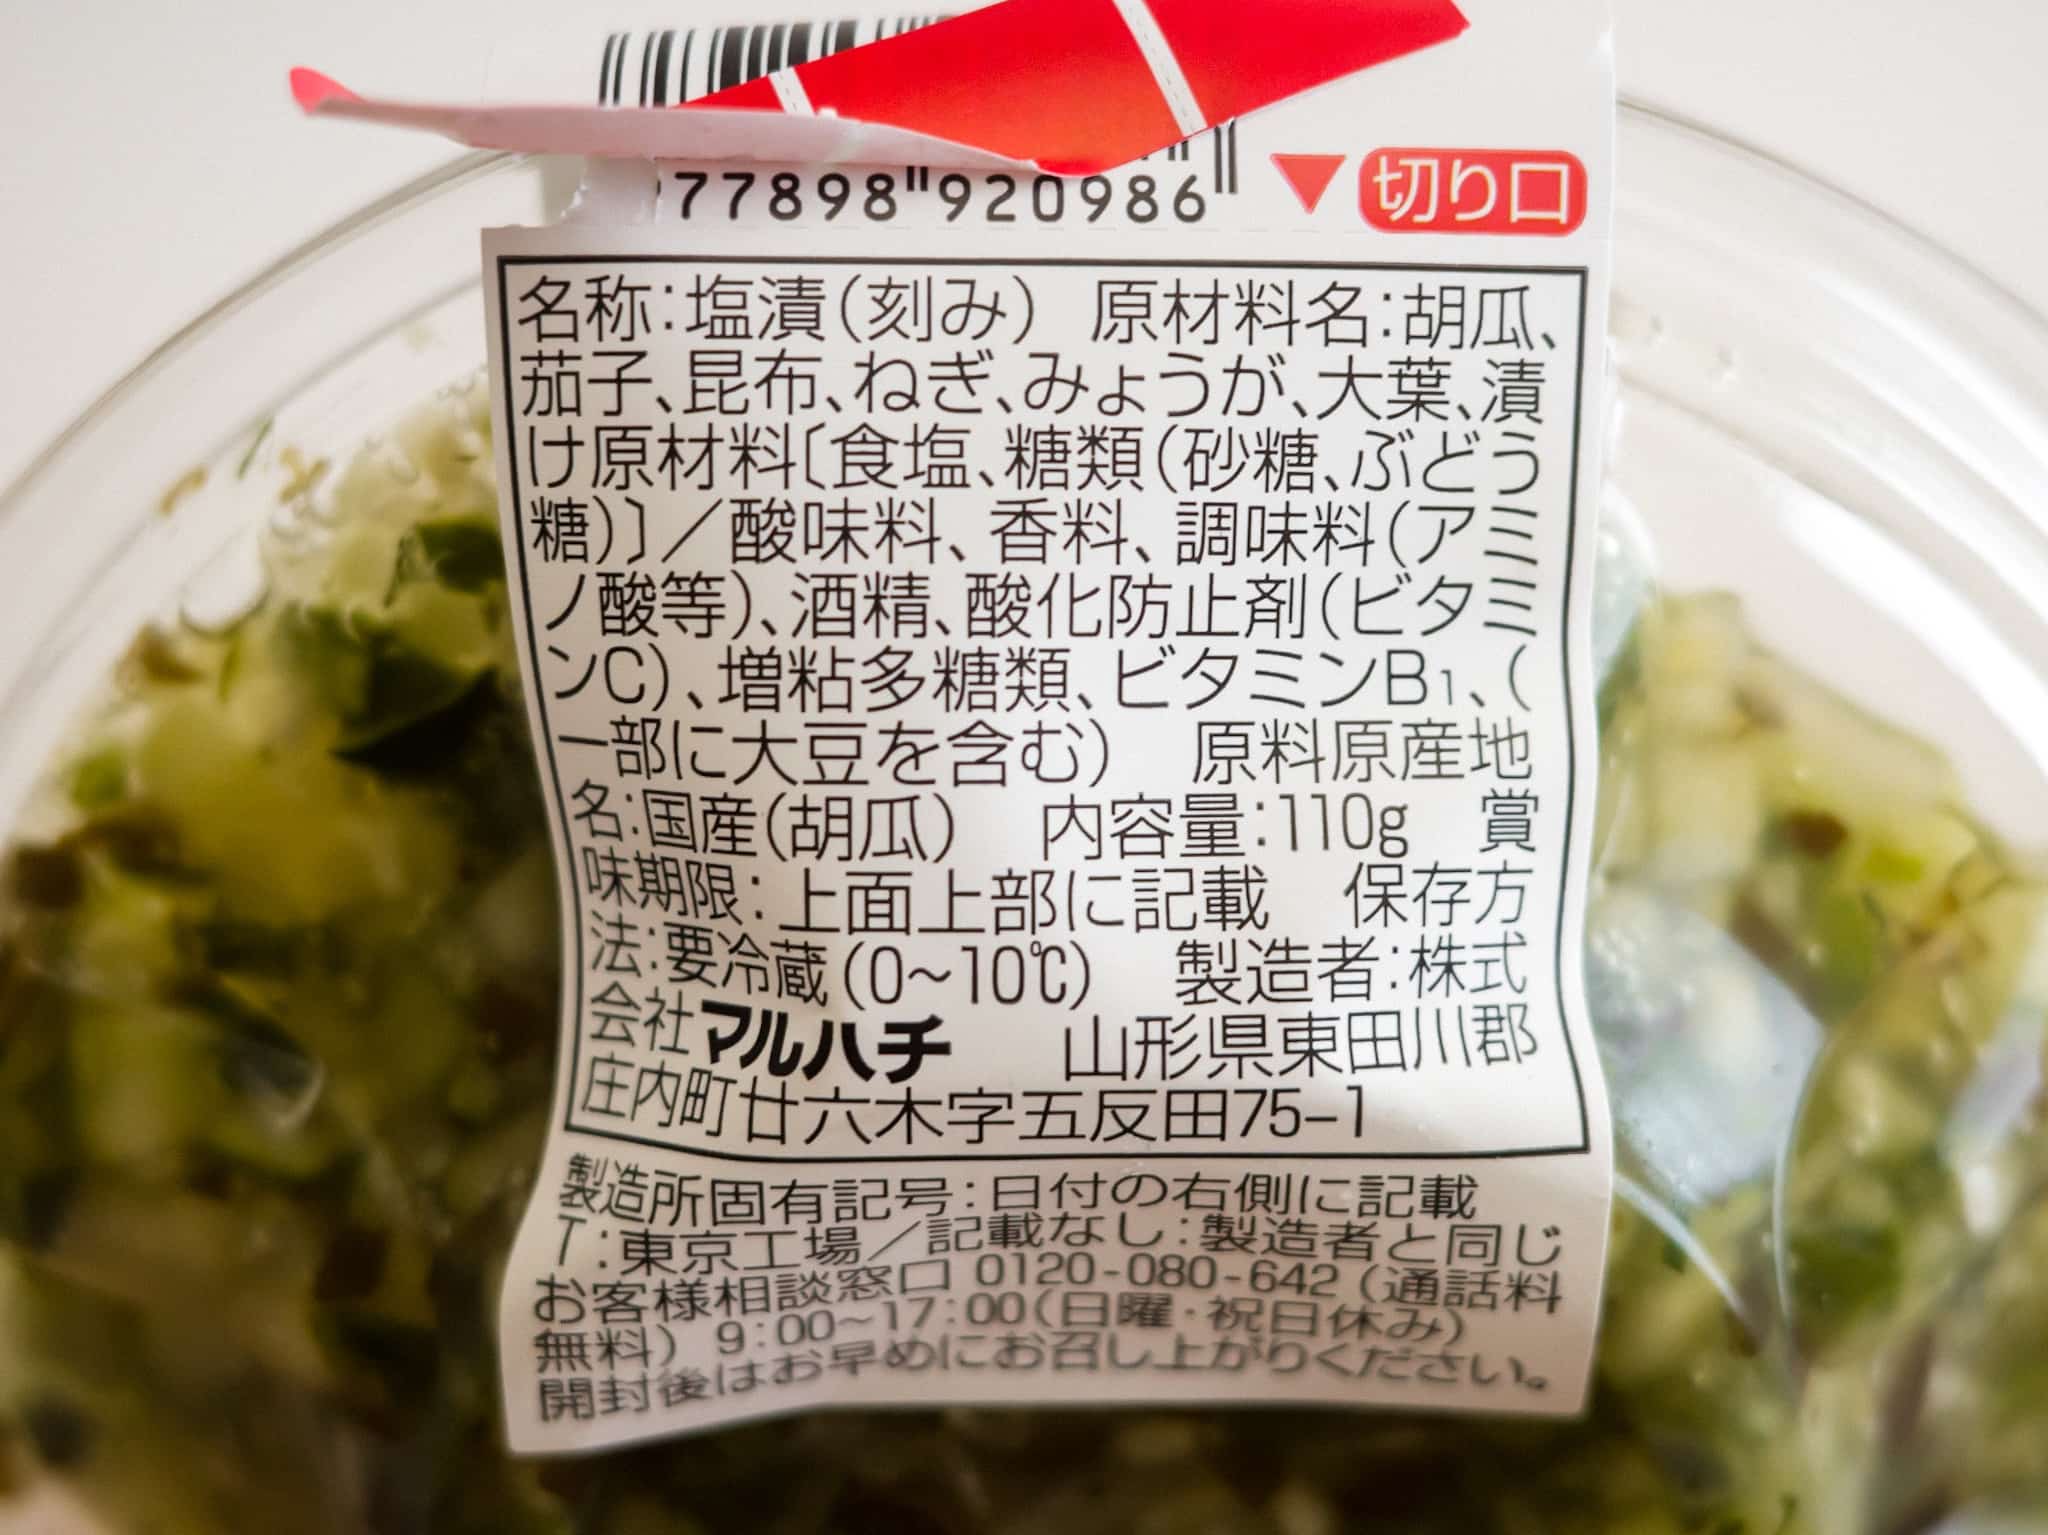 77898"920986"
▼切り口
名称:塩漬(刻み) 原材料名:胡瓜、
茄子、昆布、ねぎ、みょうが、大葉、漬
け原材料〔食塩、糖類(砂糖、ぶどう
糖)〕/酸味料、香料、調味料(アミ
ノ酸等)、酒精、酸化防止剤(ビタミ
ンC)、増粘多糖類、ビタミンB₁、(
一部に大豆を含む) 原料原産地
名:国産(胡瓜) 内容量:110g 賞
味期限:上面上部に記載 保存方
法:要冷蔵(0~10℃) 製造者:株式
会社マルハチ 山形県東田川郡
庄内町廿六木字五反田75-1
製造所固有記号:日付の右側に記載
T:東京工場/記載なし:製造者と同じ
お客様相談窓口 0120-080-642(通話料
無料) 9:00~17:00(日曜・祝日休み)
開封後はお早めにお召し上がりください。